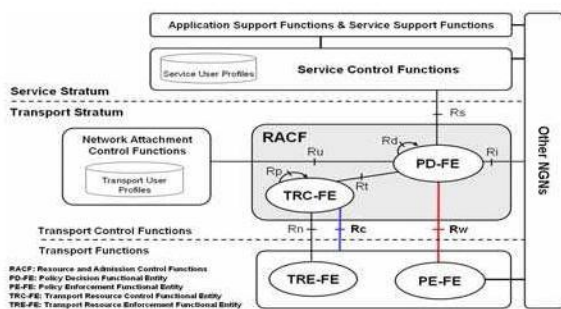 Application Support Functions & Service Support Functions
Service User Profiles
Service Control Functions
Service Stratum
Transport Stratum
Rs
Network Attachment
Control Functions
Transport User
Profiles
RACF
Ru
Rd
PD-FE
Ri
Rp
Rt
TRC-FE
Other NGNs
Transport Control Functions
Rn
Rc
Rw
Transport Functions
RACF: Resource and Admission Control Functions
PD-FE: Policy Decision Functional Entity
PE-FE: Policy Enforcement Functional Entity
TRC-FE: Transport Resource Control Functional Entity
TRE-FE: Transport Resource Enforcement Functional Entity
TRE-FE
PE-FE